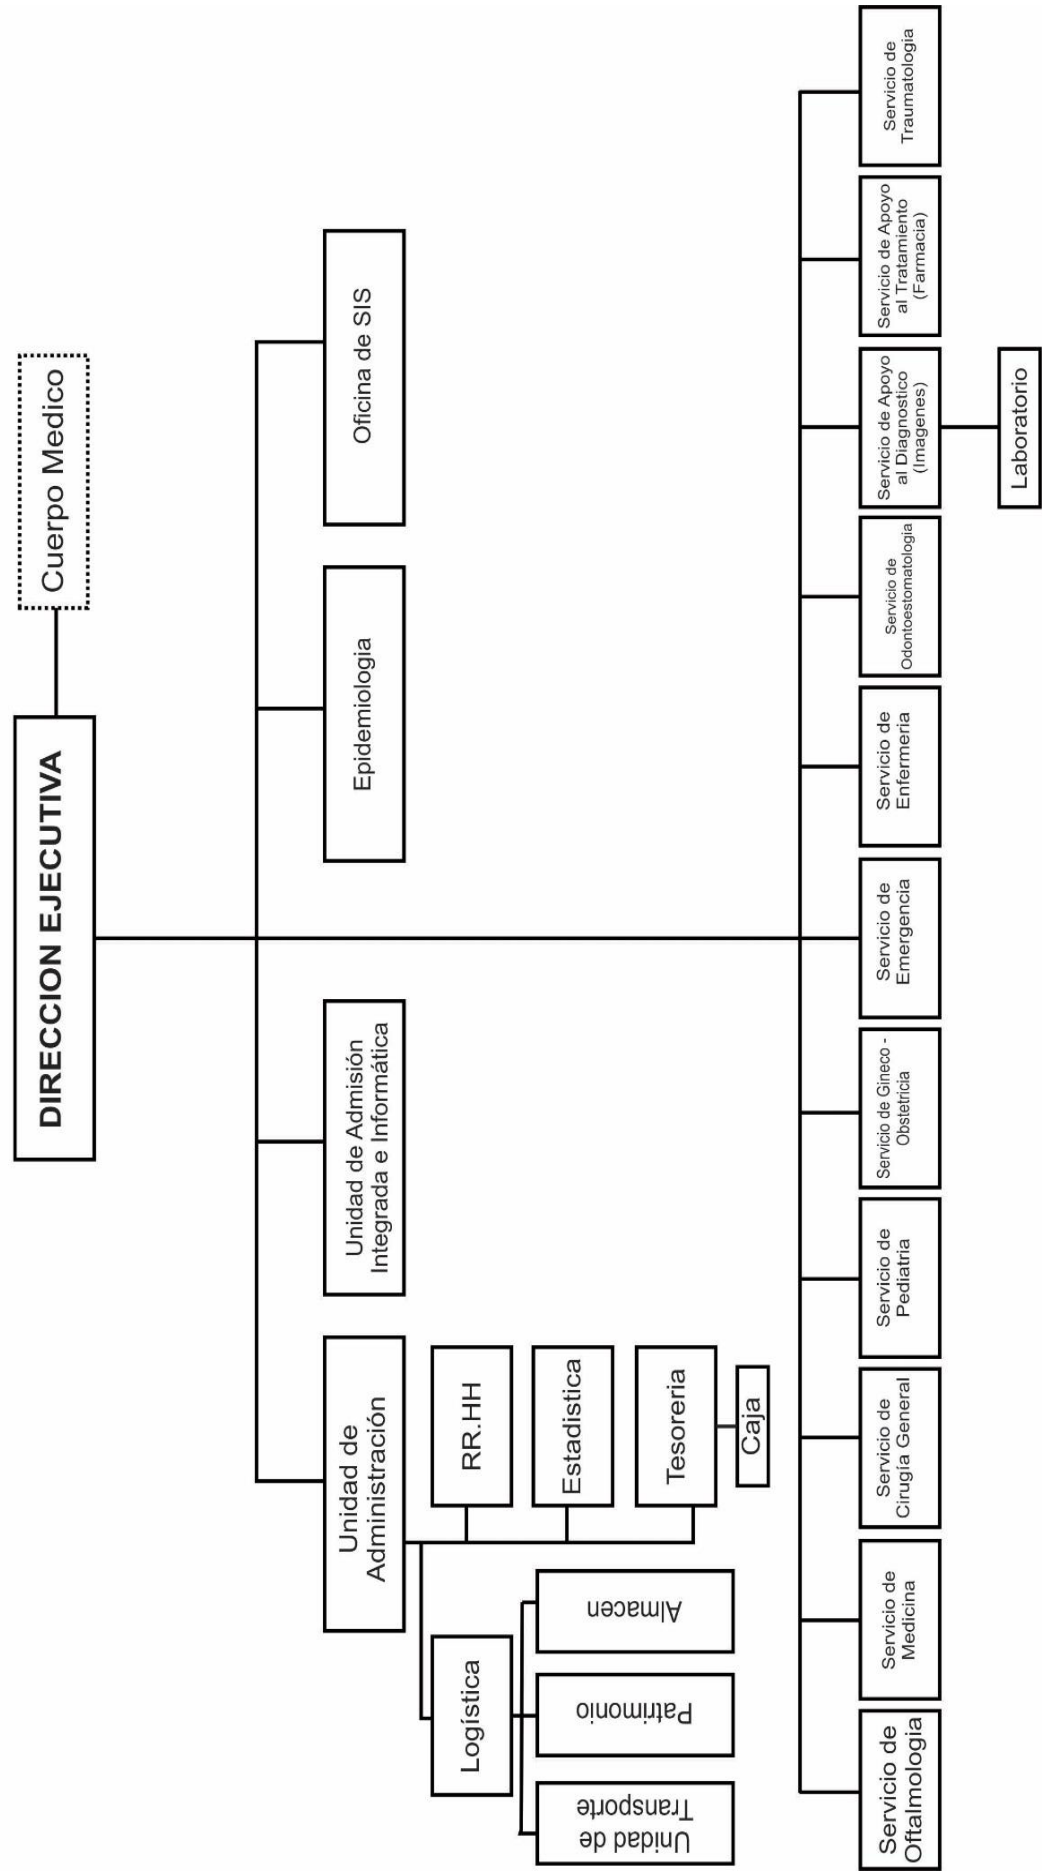 DIRECCION EJECUTIVA
Cuerpo Medico
Unidad de
Administración
Unidad de Admisión
Integrada e Informática
Epidemiologia
Oficina de SIS
Logística
RR.HH
Estadistica
Tesoreria
Caja
Unidad de
Transporte
Patrimonio
Almacen
Servicio de
Oftalmologia
Servicio de
Medicina
Servicio de
Cirugía General
Servicio de
Pediatria
Servicio de Gineco -
Obstetricia
Servicio de
Emergencia
Servicio de
Enfermeria
Servicio de
Odontoestomatologia
Servicio de Apoyo
al Diagnostico
(Imagenes)
Servicio de Apoyo
al Tratamiento
(Farmacia)
Servicio de
Traumatologia
Laboratorio